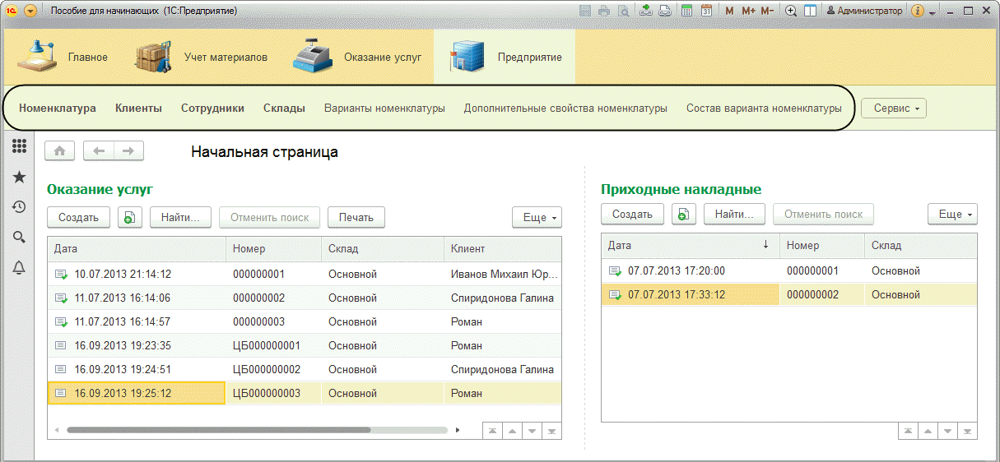 Пособие для начинающих (1С:Предприятие) M M+ M- Администратор
Главное Учет материалов Оказание услуг Предприятие
Номенклатура Клиенты Сотрудники Склады Варианты номенклатуры Дополнительные свойства номенклатуры Состав варианта номенклатуры Сервис
Начальная страница
Оказание услуг
Создать Найти... Отменить поиск Печать Еще
Дата Номер Склад Клиент
10.07.2013 21:14:12 000000001 Основной Иванов Михаил Юр...
11.07.2013 16:14:06 000000002 Основной Спиридонова Галина
11.07.2013 16:14:57 000000003 Основной Роман
16.09.2013 19:23:35 ЦБ000000001 Основной Роман
16.09.2013 19:24:51 ЦБ000000002 Основной Спиридонова Галина
16.09.2013 19:25:12 ЦБ000000003 Основной Роман
Приходные накладные
Создать Найти... Отменить поиск Еще
Дата Номер Склад
07.07.2013 17:20:00 000000001 Основной
07.07.2013 17:33:12 000000002 Основной